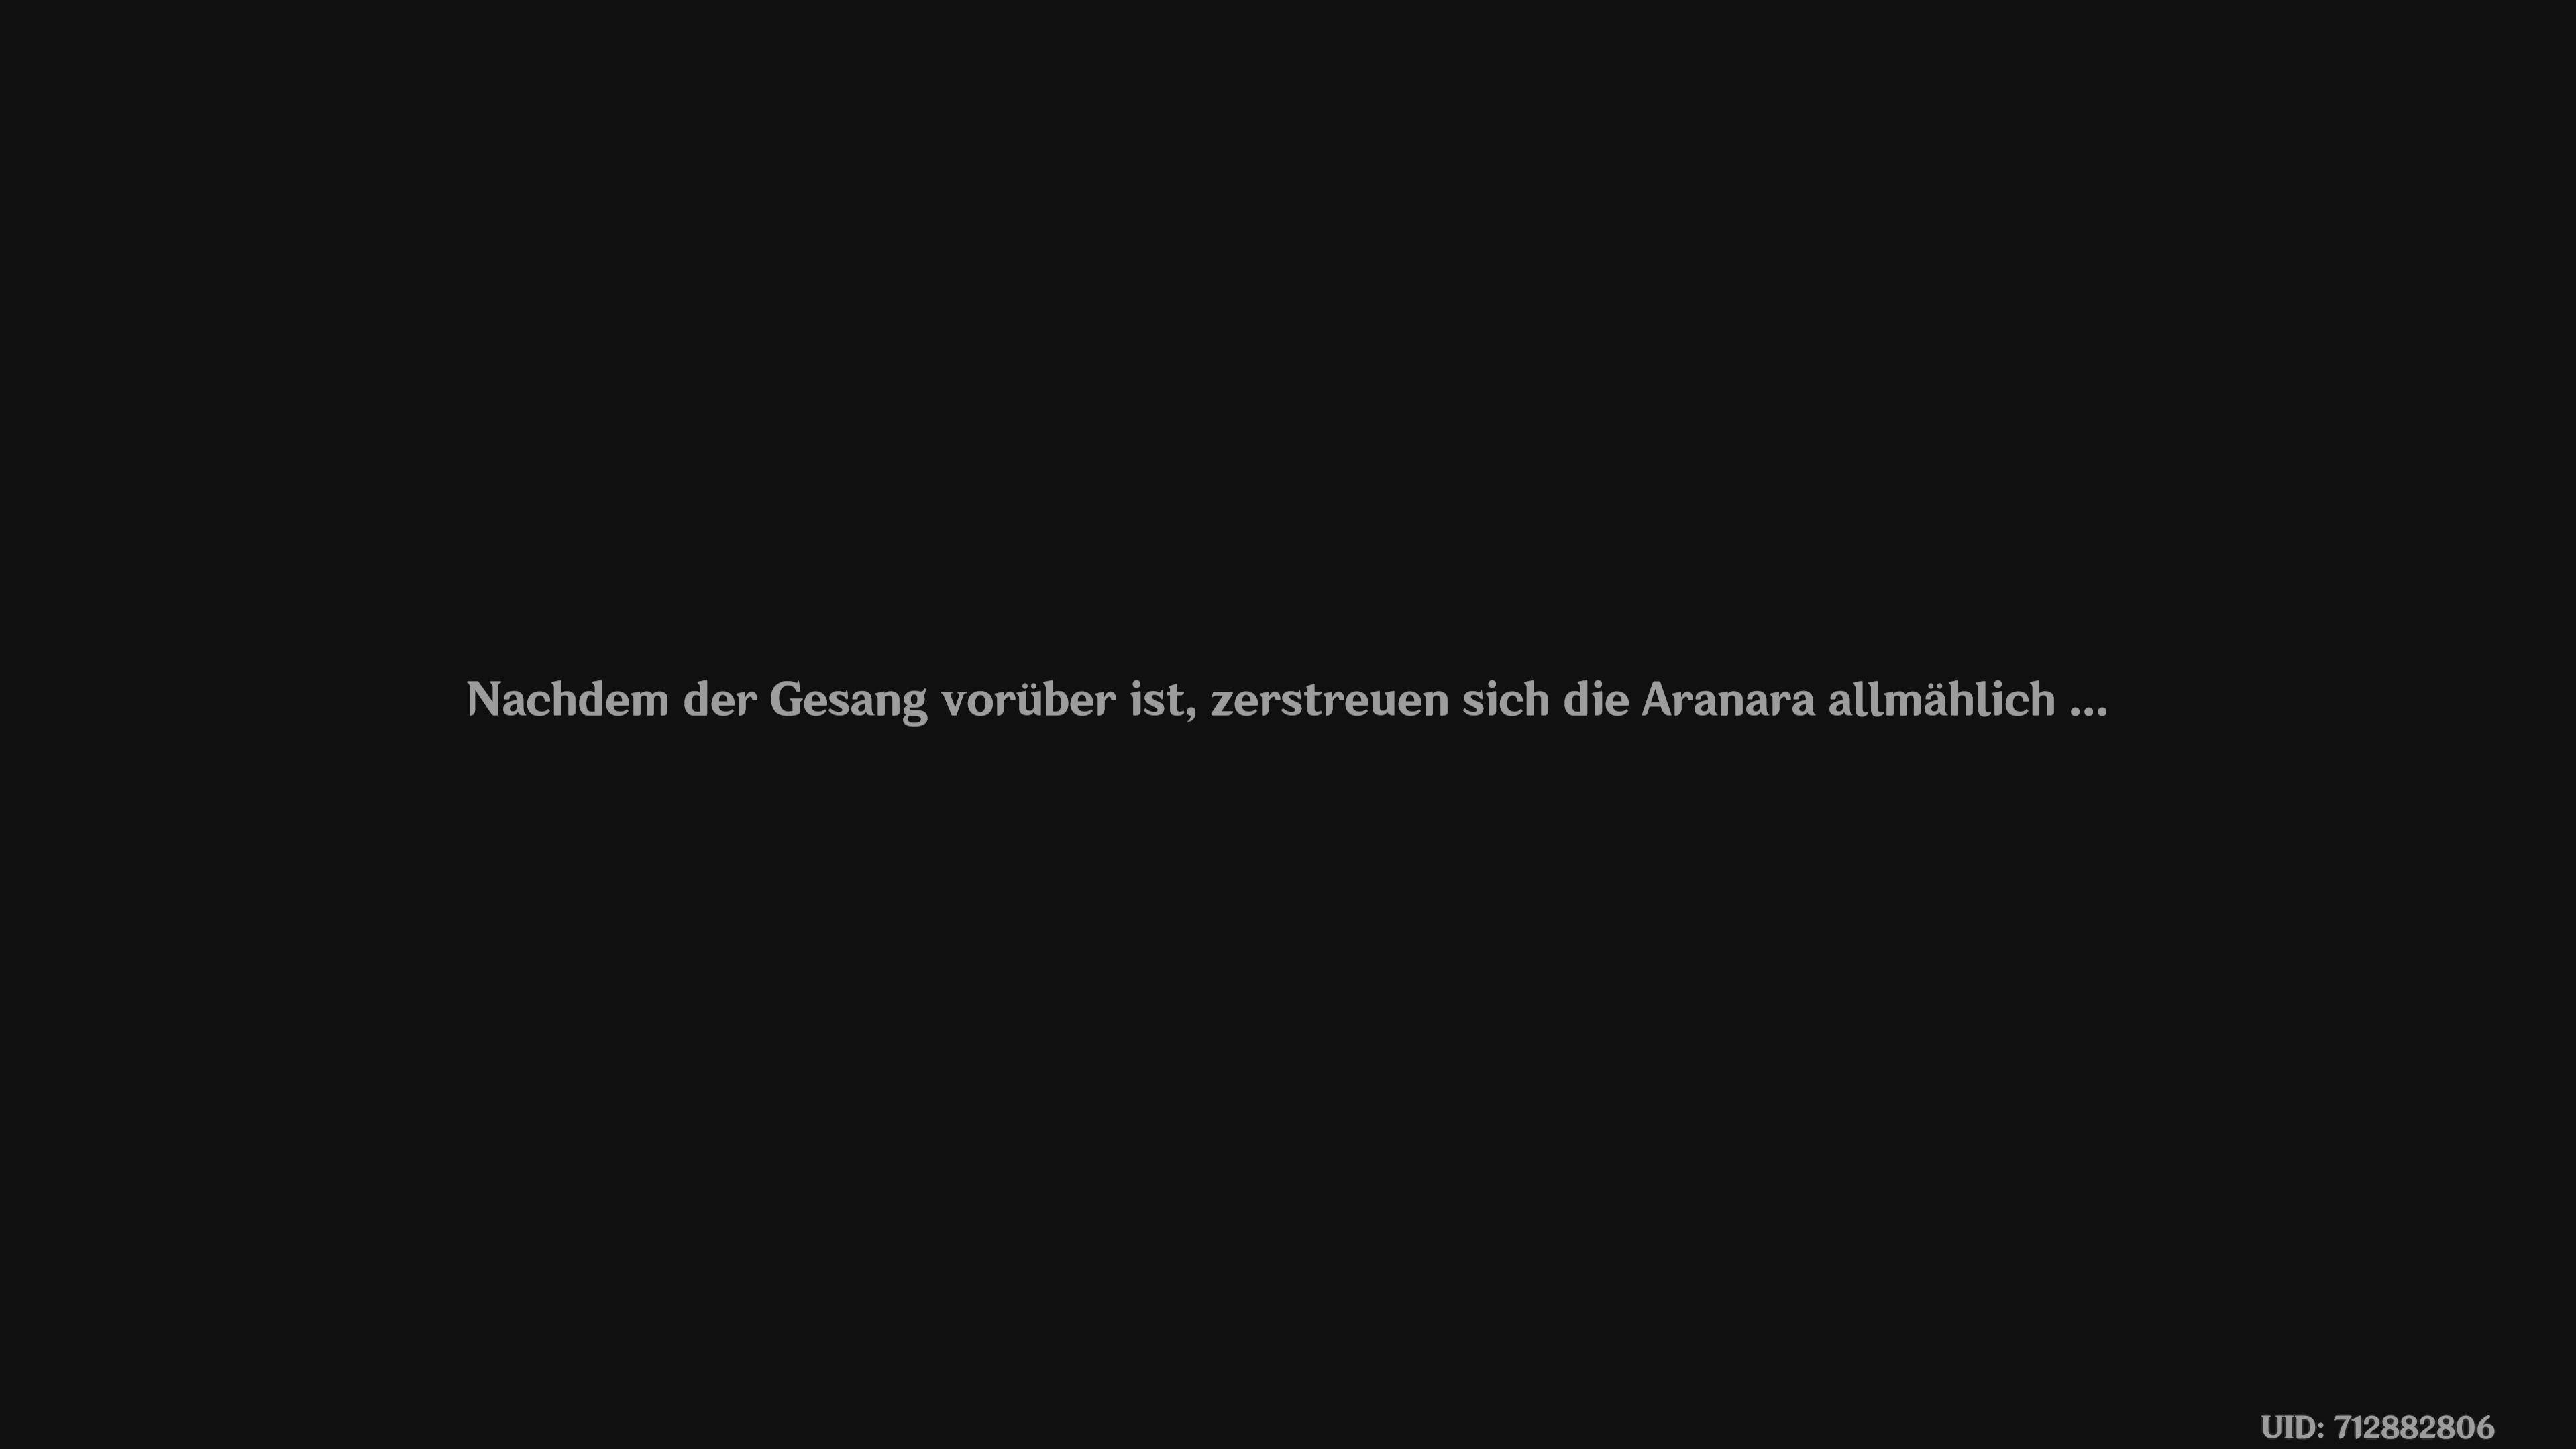 Nachdem der Gesang vorüber ist, zerstreuen sich die Aranara allmählich ...
UID: 712882806